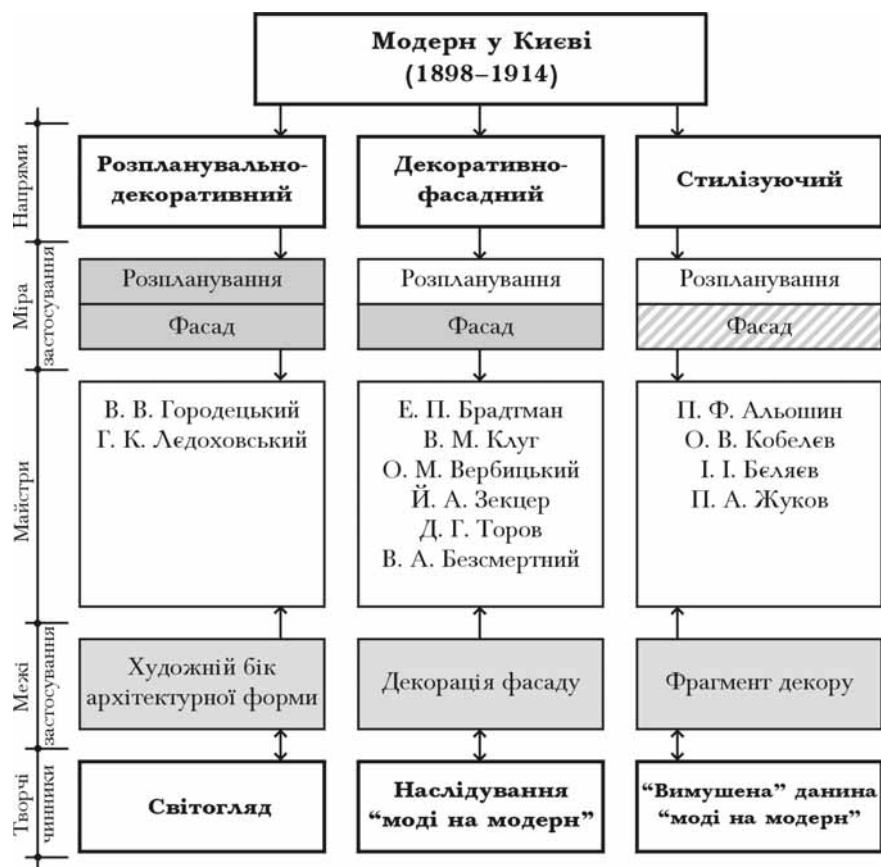 Модерн у Києві
(1898–1914)
Напрями
Розпланувально-
декоративний
Декоративно-
фасадний
Стилізуючий
Міра
застосування
Розпланування
Фасад
Розпланування
Фасад
Розпланування
Фасад
Майстри
В. В. Городецький
Г. К. Лєдоховський
Е. П. Брадтман
В. М. Клуг
О. М. Вербицький
Й. А. Зекцер
Д. Г. Торов
В. А. Безсмертний
П. Ф. Альошин
О. В. Кобелєв
І. І. Бєляєв
П. А. Жуков
Межі
застосування
Художній бік
архітектурної форми
Декорація фасаду
Фрагмент декору
Творчі
чинники
Світогляд
Наслідування
“моді на модерн”
“Вимушена” данина
“моді на модерн”